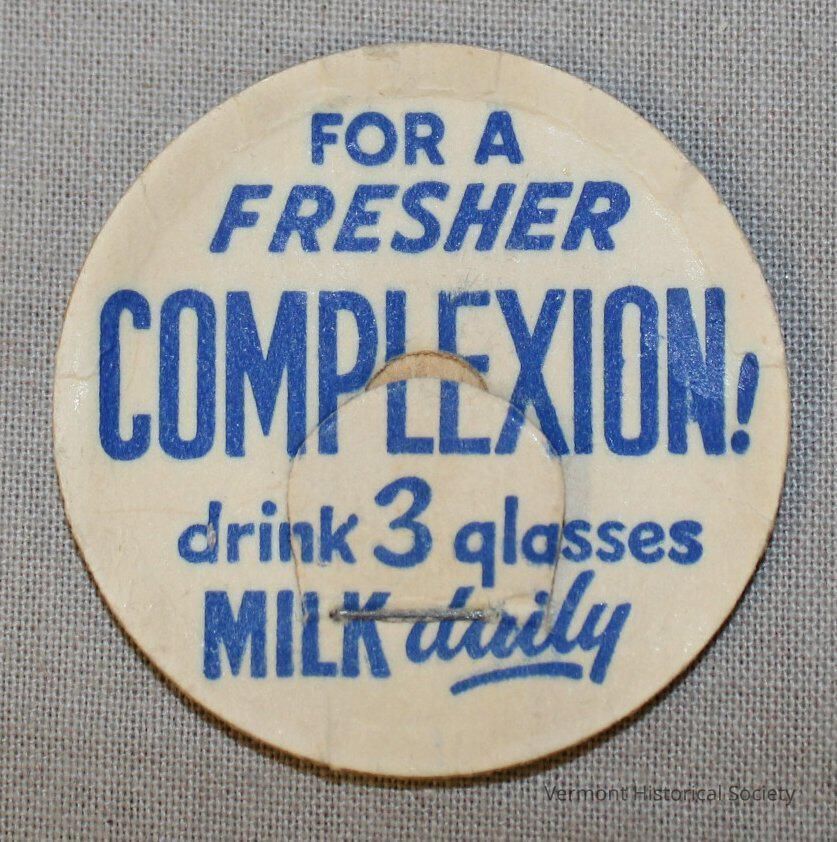 FOR A
FRESHER
COMPLEXION!
drink 3 glasses
MILK daily
Vermont Historical Society